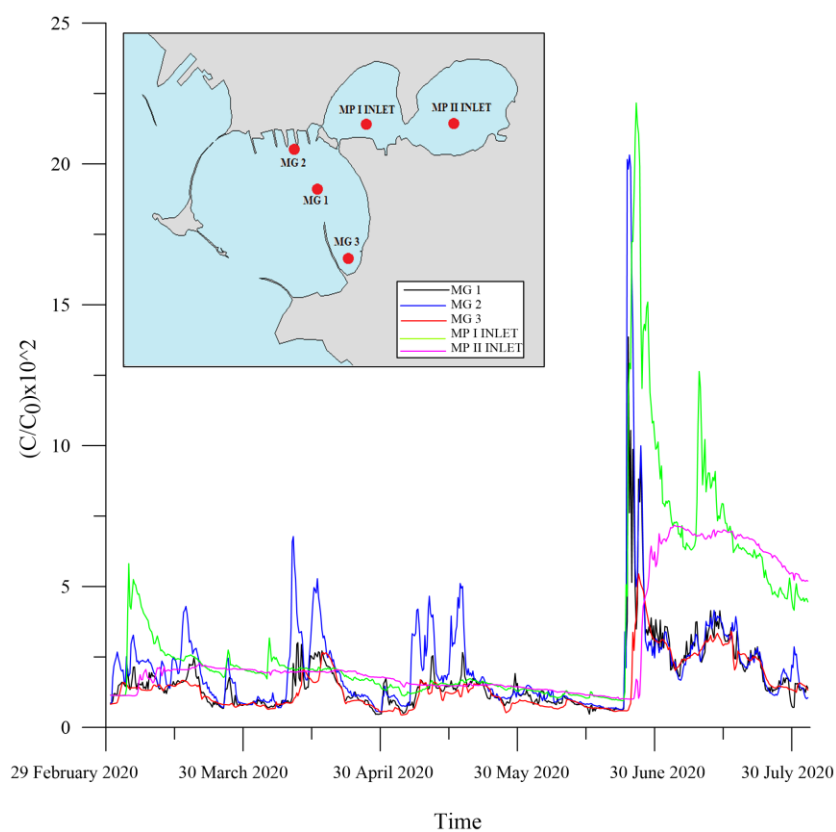 25
20
15
10
5
0
(C/C0)x10^2
MP I INLET
MP II INLET
MG 2
MG 1
MG 3
MG 1
MG 2
MG 3
MP I INLET
MP II INLET
29 February 2020
30 March 2020
30 April 2020
30 May 2020
30 June 2020
30 July 2020
Time